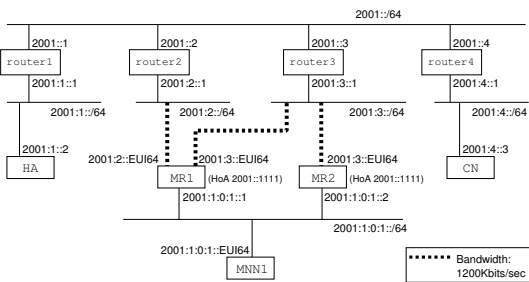 2001::/64
2001::1
2001::2
2001::3
2001::4
router1
router2
router3
router4
2001:1::1
2001:2::1
2001:3::1
2001:4::1
2001:1::/64
2001:2::/64
2001:3::/64
2001:4::/64
2001:1::2
2001:2::EUI64
2001:3::EUI64
2001:3::EUI64
2001:4::3
HA
MR1
(HoA 2001::1111)
MR2
(HoA 2001::1111)
CN
2001:1:0:1::1
2001:1:0:1::2
2001:1:0:1::/64
2001:1:0:1::EUI64
MNN1
Bandwidth:
1200Kbits/sec